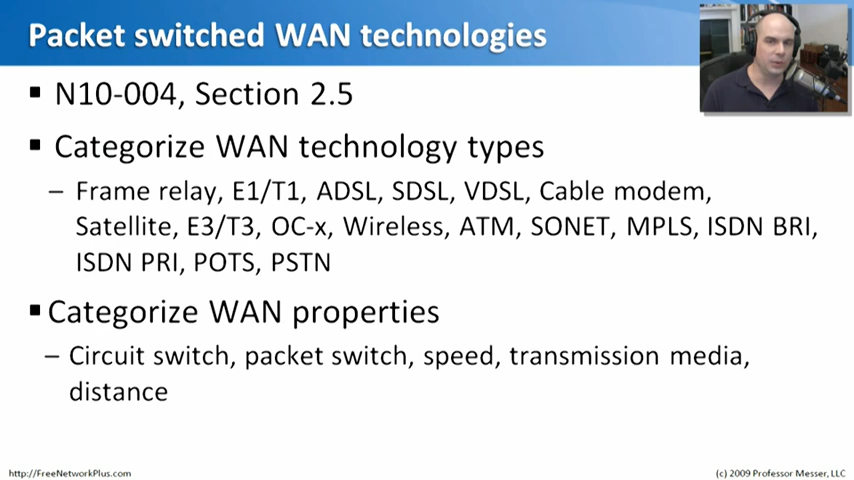 Packet switched WAN technologies
▪ N10-004, Section 2.5
▪ Categorize WAN technology types
– Frame relay, E1/T1, ADSL, SDSL, VDSL, Cable modem,
Satellite, E3/T3, OC-x, Wireless, ATM, SONET, MPLS, ISDN BRI,
ISDN PRI, POTS, PSTN
▪ Categorize WAN properties
– Circuit switch, packet switch, speed, transmission media,
distance
http://FreeNetworkPlus.com
(c) 2009 Professor Messer, LLC